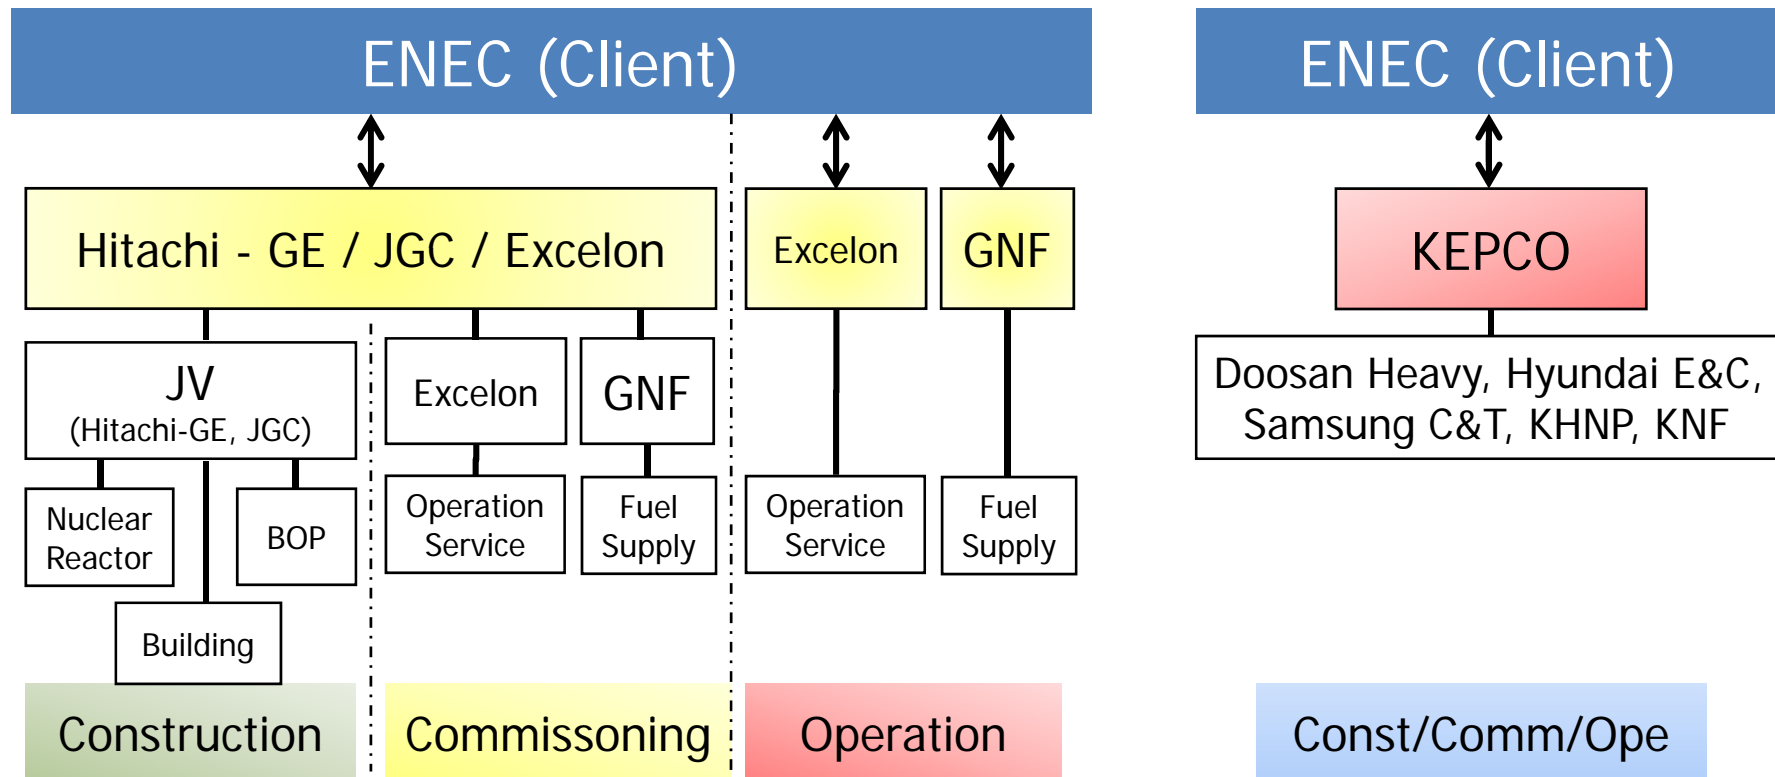 ENEC (Client)
Hitachi - GE / JGC / Excelon
Excelon
GNF
JV
(Hitachi-GE, JGC)
Excelon
GNF
Nuclear
Reactor
BOP
Building
Operation
Service
Fuel
Supply
Operation
Service
Fuel
Supply
Construction
Commissoning
Operation
ENEC (Client)
KEPCO
Doosan Heavy, Hyundai E&C,
Samsung C&T, KHNP, KNF
Const/Comm/Ope